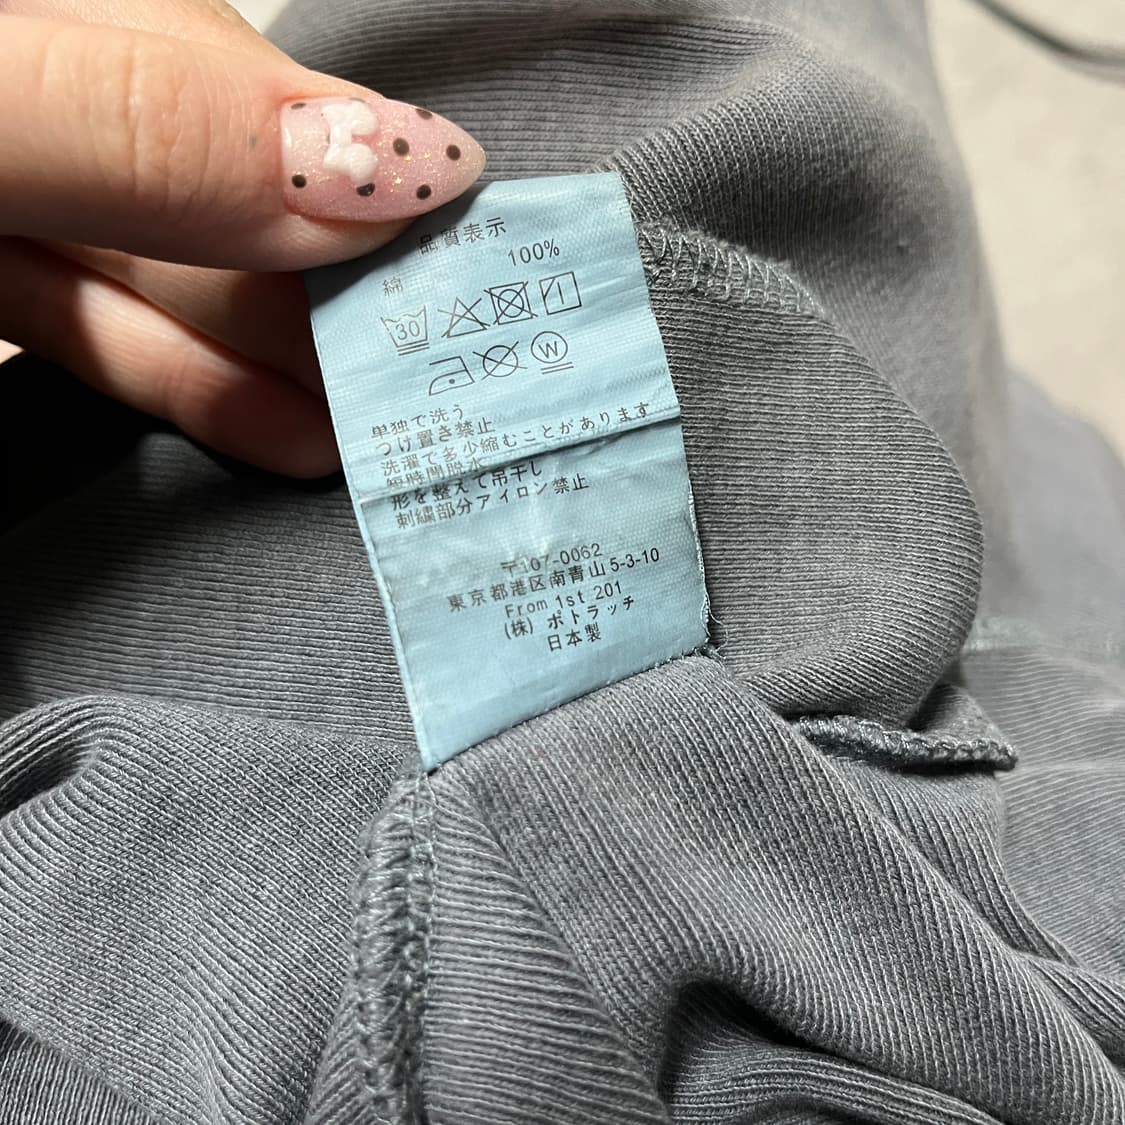 品質表示
綿 100%
30
W
単独で洗う
つけ置き禁止
洗濯で多少縮むことがあります
短時間脱水
形を整えて吊干し
刺繍部分アイロン禁止
〒107-0062
東京都港区南青山 5-3-10
From 1st 201
(株) ポトラッチ
日本製